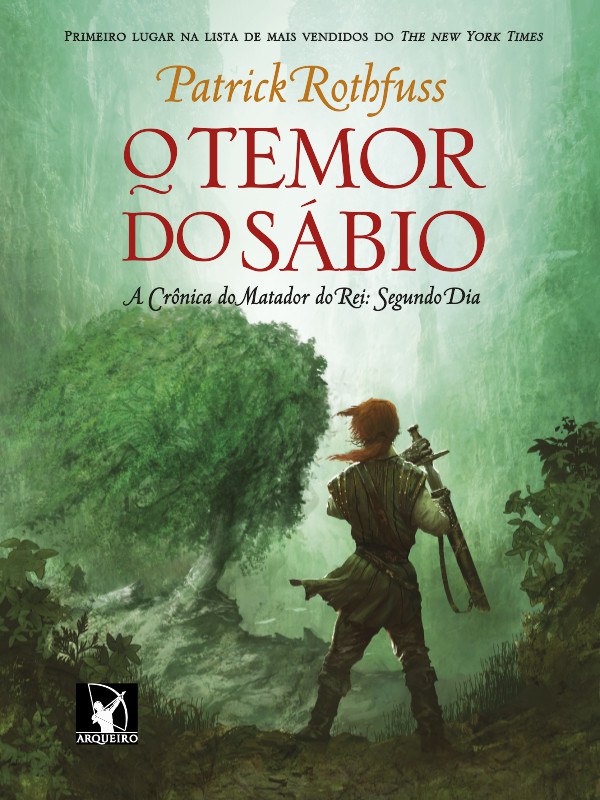 PRIMEIRO LUGAR NA LISTA DE MAIS VENDIDOS DO THE NEW YORK TIMES
Patrick Rothfuss
O TEMOR
DO SÁBIO
A Crônica do Matador do Rei: Segundo Dia
ARQUEIRO